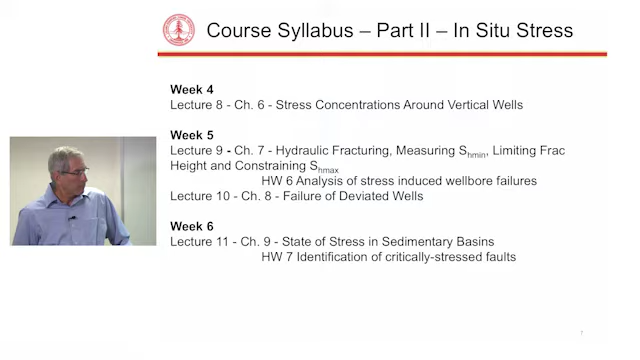 Course Syllabus – Part II – In Situ Stress
Week 4
Lecture 8 - Ch. 6 - Stress Concentrations Around Vertical Wells
Week 5
Lecture 9 - Ch. 7 - Hydraulic Fracturing, Measuring Shmin, Limiting Frac
Height and Constraining Shmax
HW 6 Analysis of stress induced wellbore failures
Lecture 10 - Ch. 8 - Failure of Deviated Wells
Week 6
Lecture 11 - Ch. 9 - State of Stress in Sedimentary Basins
HW 7 Identification of critically-stressed faults